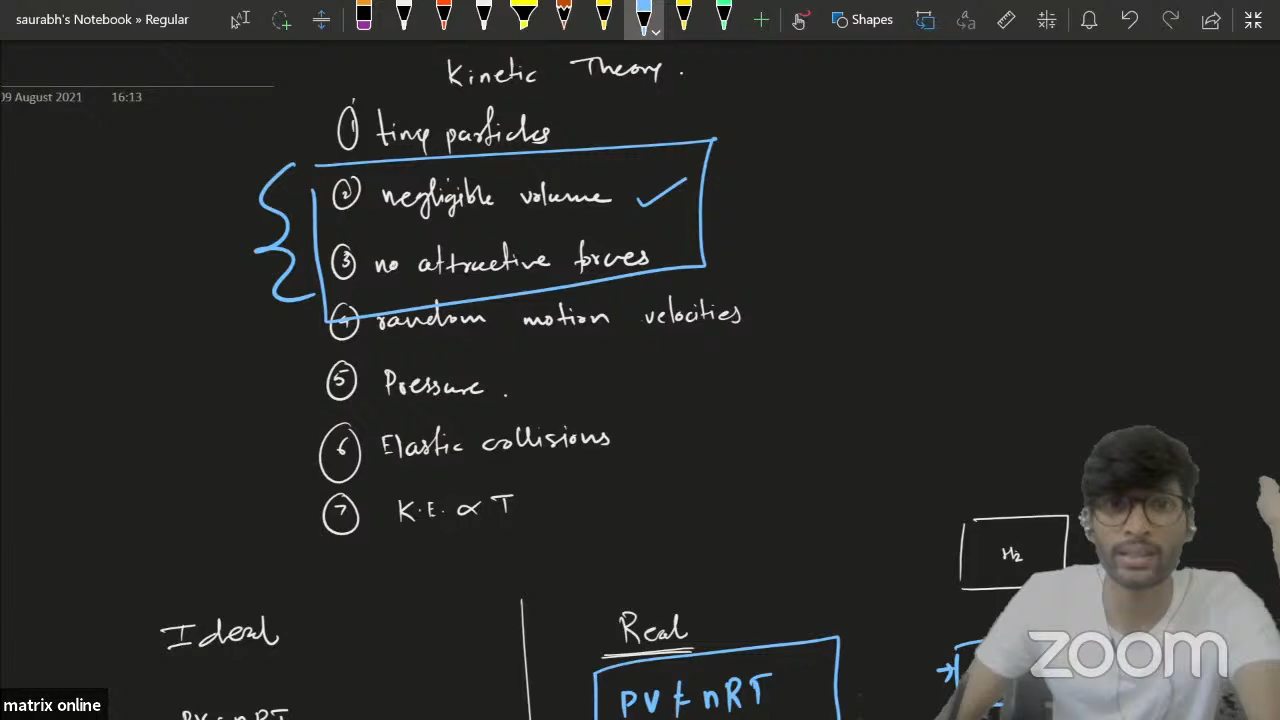 saurabh's Notebook » Regular
Shapes
09 August 2021 16:13
Kinetic Theory.
① tiny particles
② negligible volume ✓
③ no attractive forces
④ random motion velocities
⑤ Pressure.
⑥ Elastic collisions
⑦ K.E. ∝ T
H₂
Ideal
Real
PV ≠ nRT
PV = nRT
matrix online
zoom